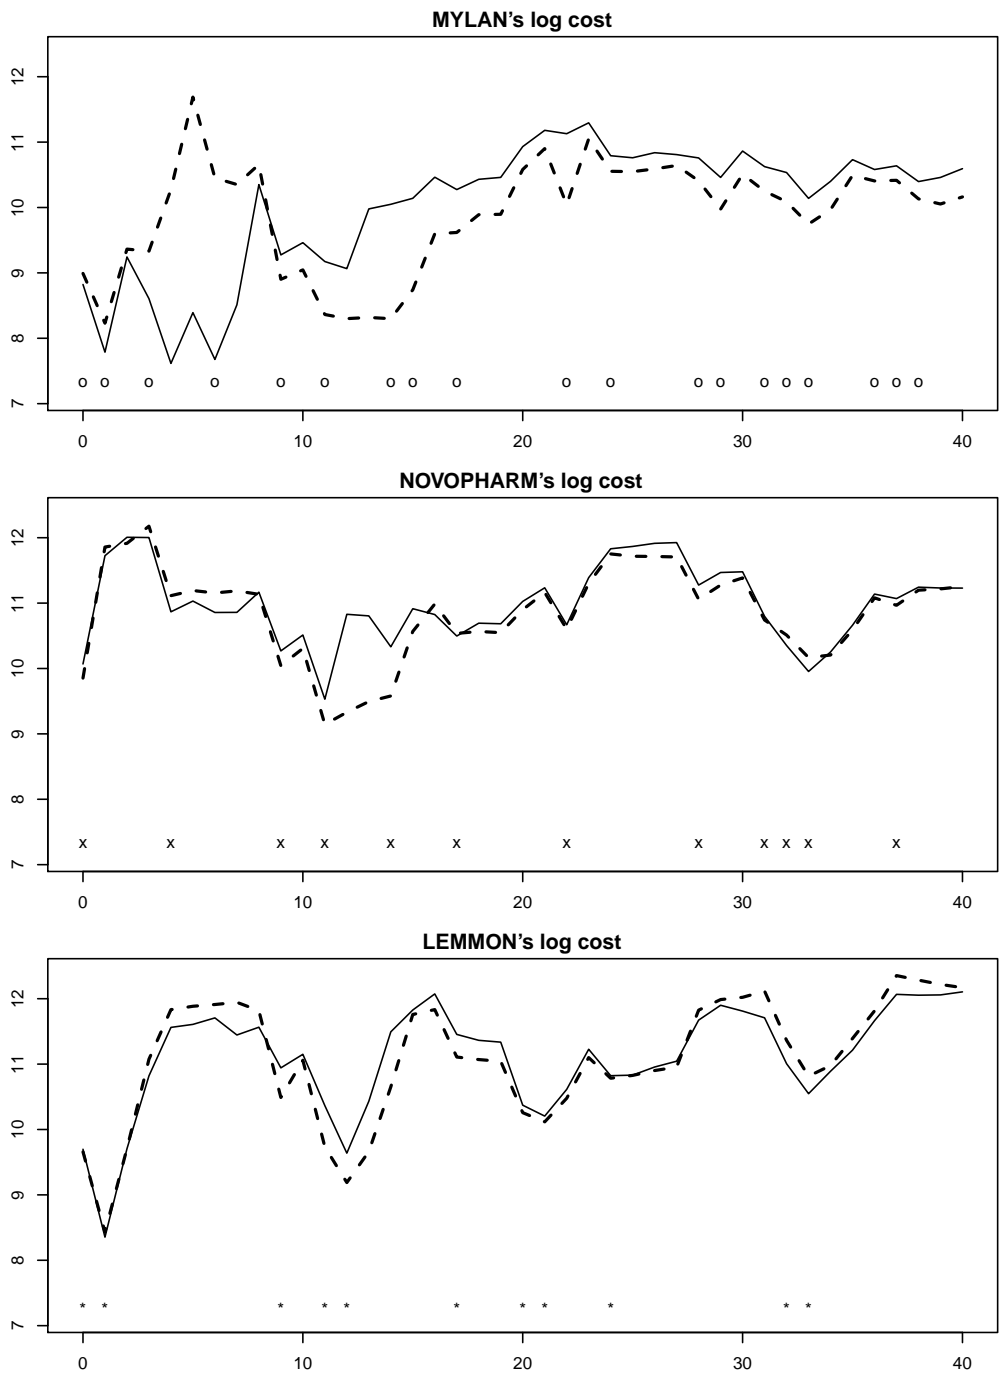 MYLAN’s log cost
12
11
10
9
8
7
o o o o o o o o o o o o o o o o o o o
0 10 20 30 40
NOVOPHARM’s log cost
12
11
10
9
8
7
x x x x x x x x x x x x
0 10 20 30 40
LEMMON’s log cost
12
11
10
9
8
7
* * * * * * * * * * *
0 10 20 30 40